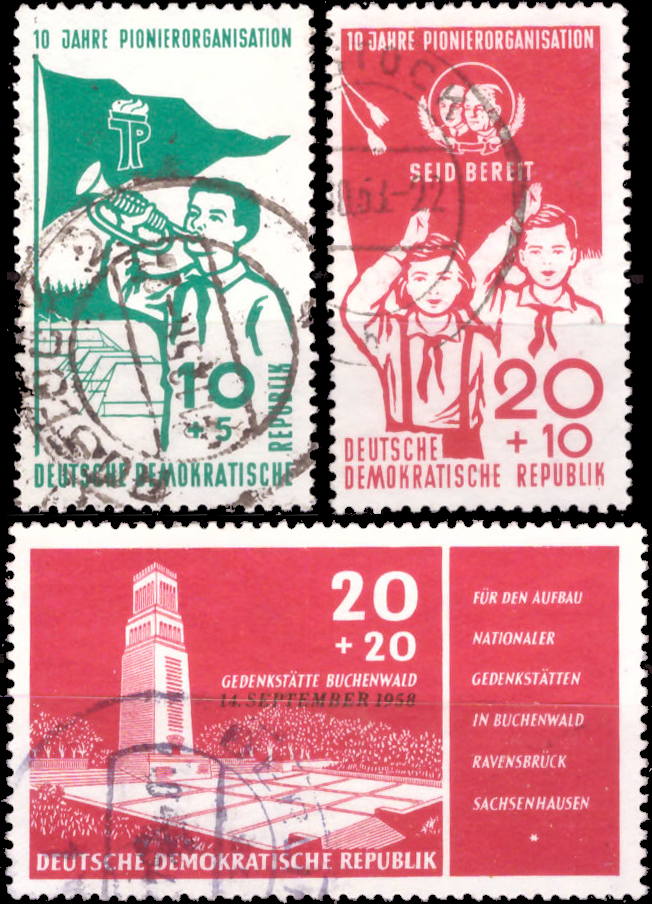 10 JAHRE PIONIERORGANISATION
JP
10
+ 5
DEUTSCHE DEMOKRATISCHE
REPUBLIK
10 JAHRE PIONIERORGANISATION
SEID BEREIT
20
+ 10
DEUTSCHE
DEMOKRATISCHE REPUBLIK
20
+ 20
GEDENKSTÄTTE BUCHENWALD
14. SEPTEMBER 1958
DEUTSCHE DEMOKRATISCHE REPUBLIK
FÜR DEN AUFBAU
NATIONALER
GEDENKSTÄTTEN
IN BUCHENWALD
RAVENSBRÜCK
SACHSENHAUSEN
*